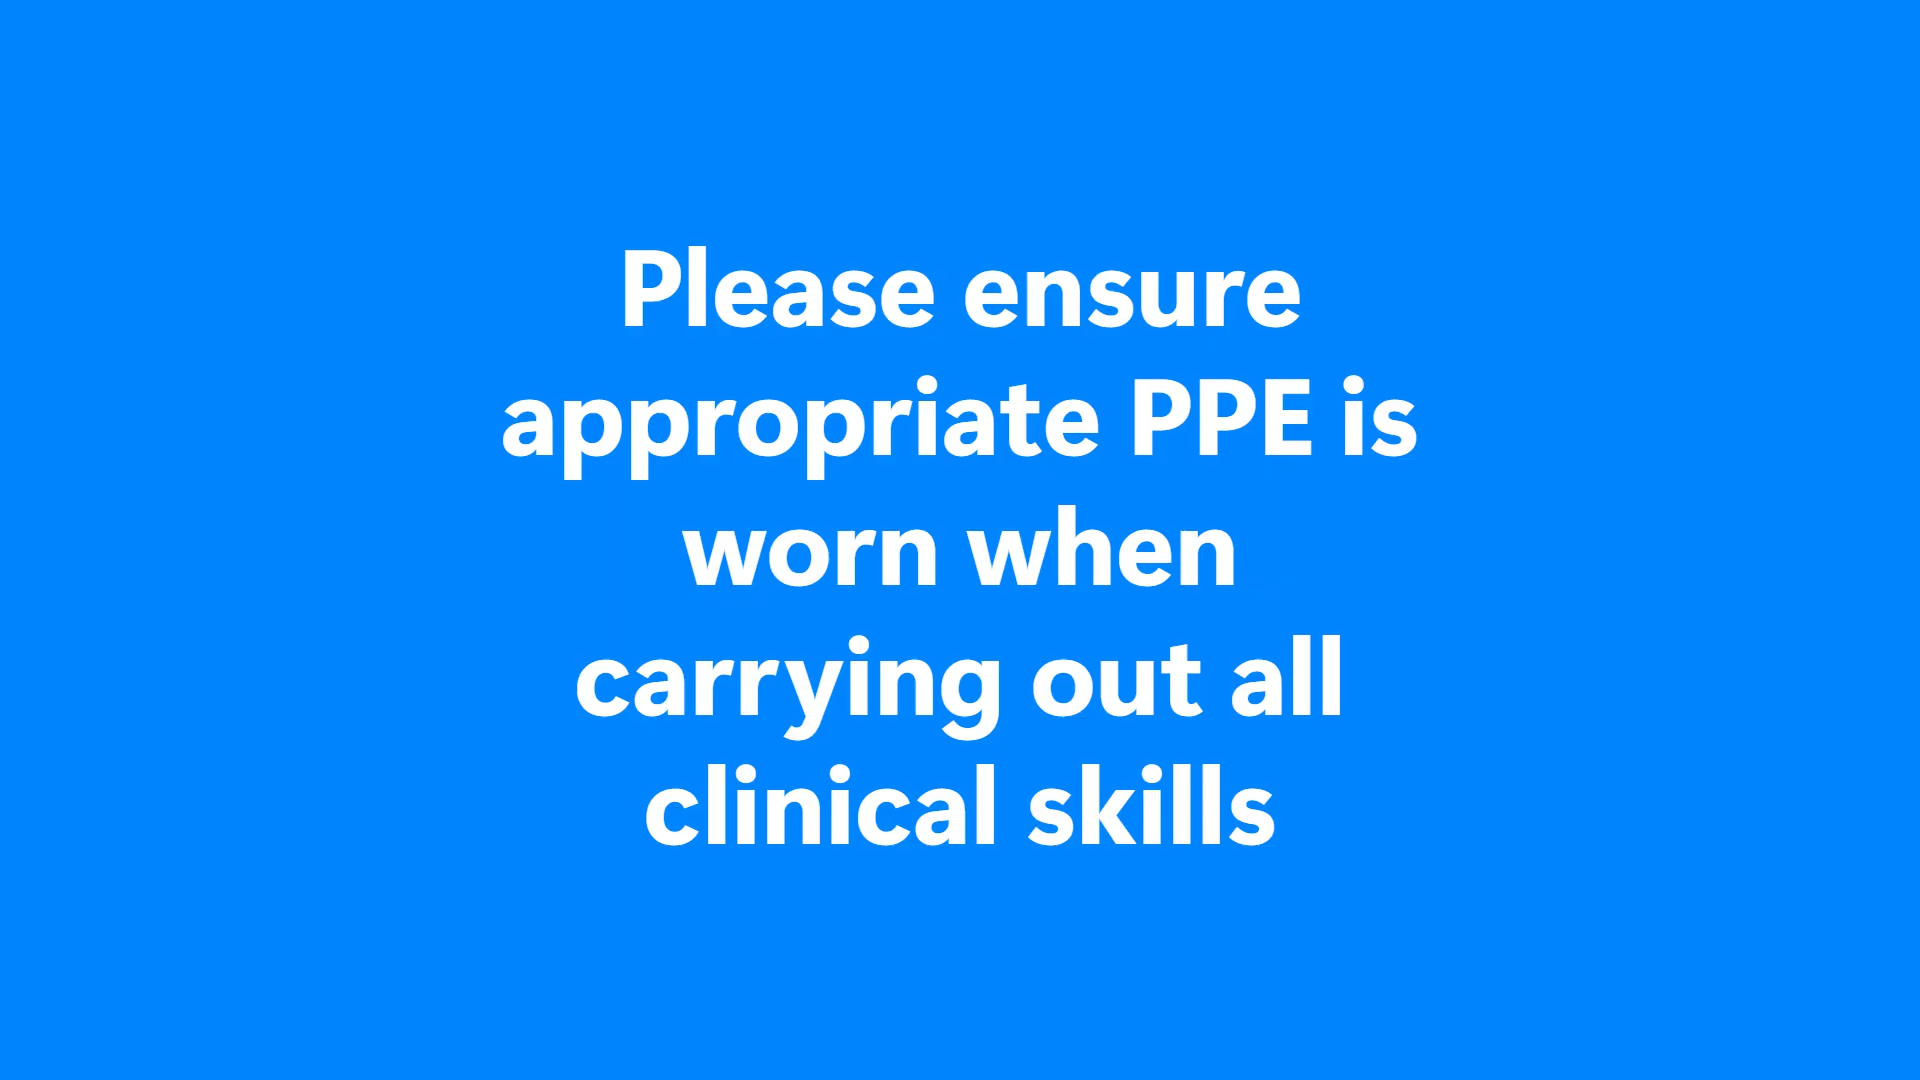 Please ensure
appropriate PPE is
worn when
carrying out all
clinical skills